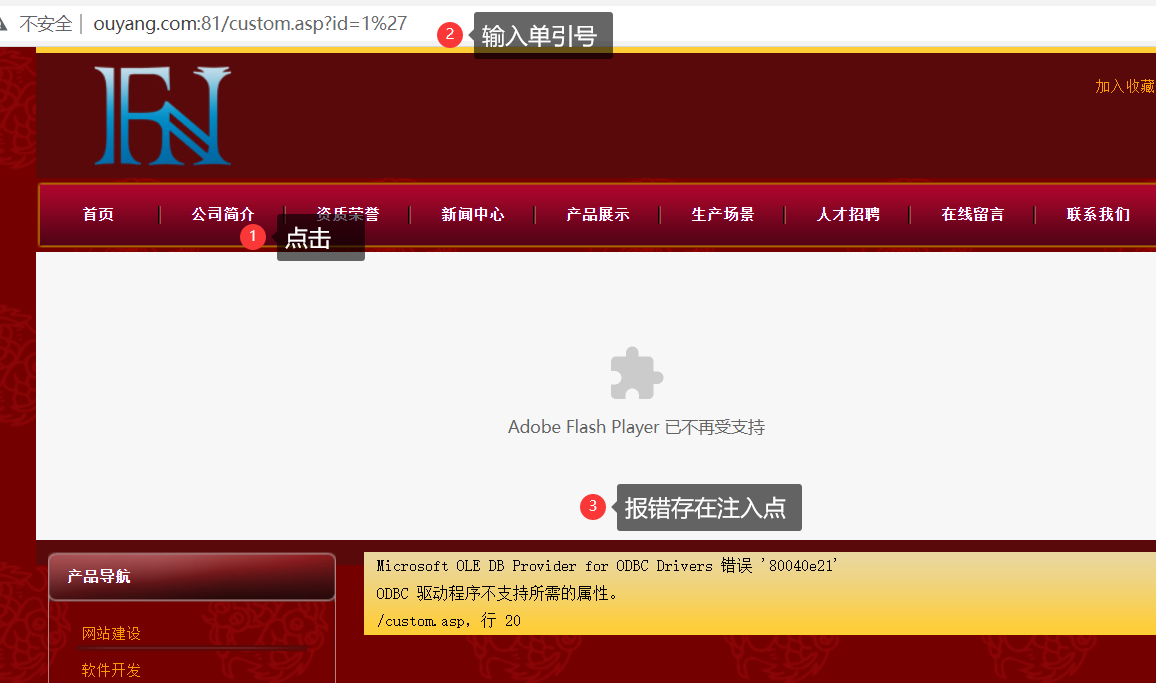 不安全 ouyang.com:81/custom.asp?id=1%27
2 输入单引号
FN
加入收藏
首页 公司简介 资质荣誉 新闻中心 产品展示 生产场景 人才招聘 在线留言 联系我们
1 点击
Adobe Flash Player 已不再受支持
3 报错存在注入点
产品导航
Microsoft OLE DB Provider for ODBC Drivers 错误 '80040e21'
ODBC 驱动程序不支持所需的属性。
/custom.asp，行 20
网站建设
软件开发